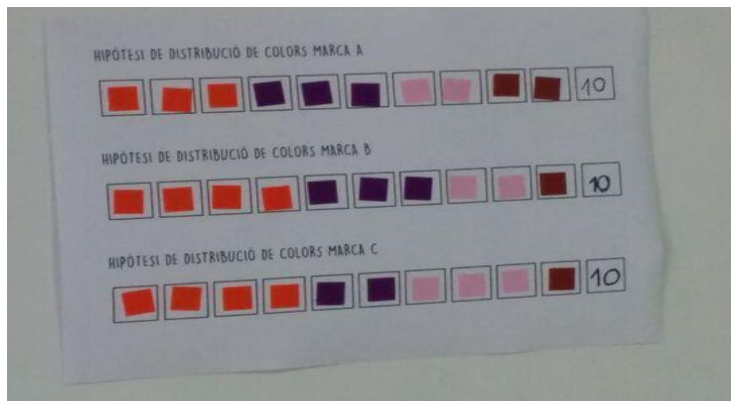 HIPÒTESI DE DISTRIBUCIÓ DE COLORS MARCA A
10
HIPÒTESI DE DISTRIBUCIÓ DE COLORS MARCA B
10
HIPÒTESI DE DISTRIBUCIÓ DE COLORS MARCA C
10